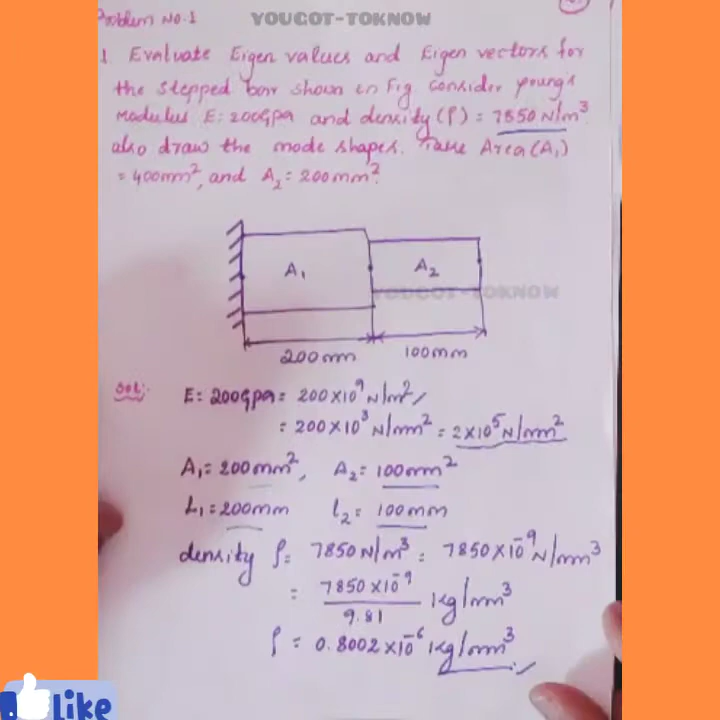 Problem No.1
YOUGOT-TOKNOW
1 Evaluate Eigen values and Eigen vectors for
the stepped bar shown in Fig consider youngs
Modulus E=200Gpa and density(ρ) = 7850 N/m³
also draw the mode shapes. Take Area(A₁)
= 400mm², and A₂=200mm².
A₁
A₂
YOUGOT-TOKNOW
200mm
100mm
Sol:-
E= 200Gpa = 200×10⁹ N/m²/
= 200×10³ N/mm² = 2×10⁵ N/mm²
A₁= 200mm², A₂= 100mm²
L₁=200mm l₂= 100mm
density ρ= 7850N/m³ = 7850×10⁻⁹ N/mm³
= 7850×10⁻⁹ / 9.81 kg/mm³
ρ = 0.8002×10⁻⁶ kg/mm³
Like